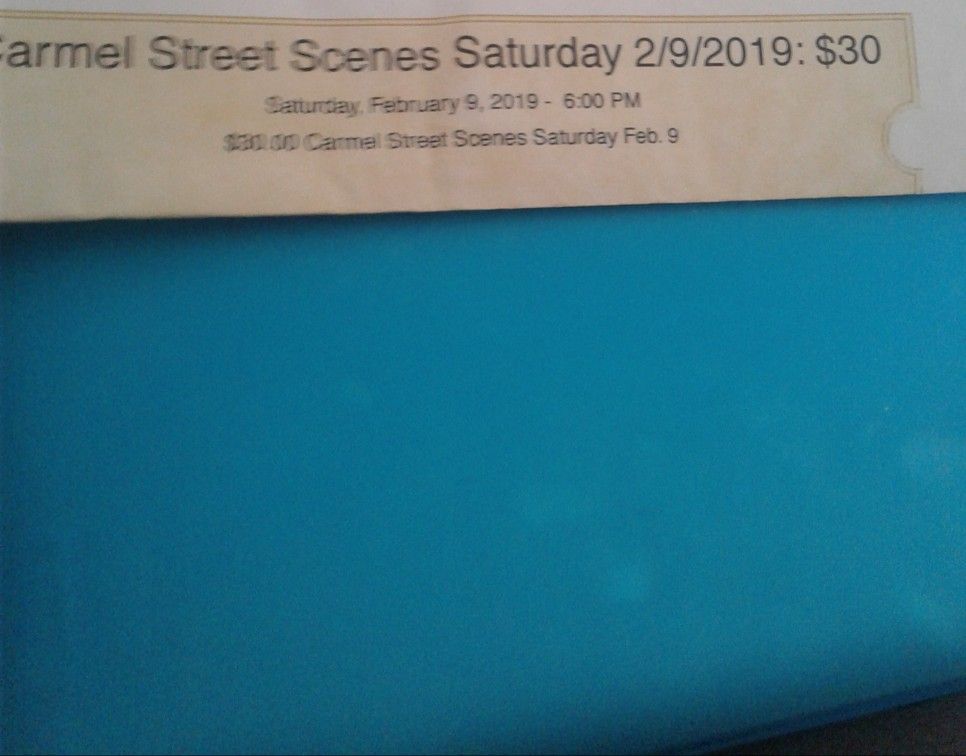 Carmel Street Scenes Saturday 2/9/2019: $30
Saturday, February 9, 2019 - 6:00 PM
$30.00 Carmel Street Scenes Saturday Feb. 9